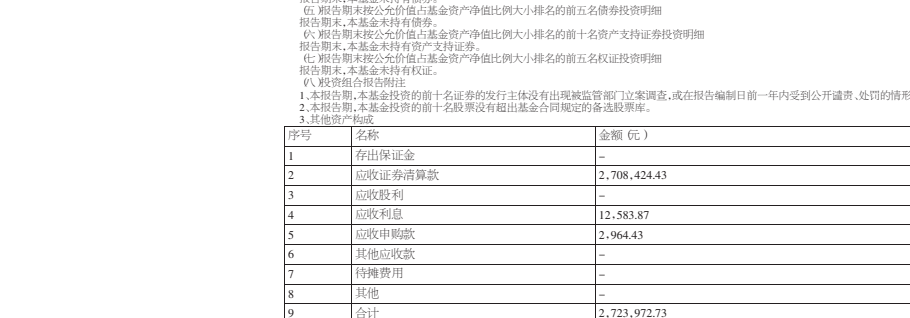 (五)报告期末按公允价值占基金资产净值比例大小排名的前五名债券投资明细
报告期末,本基金未持有债券。
(六)报告期末按公允价值占基金资产净值比例大小排名的前十名资产支持证券投资明细
报告期末,本基金未持有资产支持证券。
(七)报告期末按公允价值占基金资产净值比例大小排名的前五名权证投资明细
报告期末,本基金未持有权证。
(八)投资组合报告附注
1、本报告期,本基金投资的前十名证券的发行主体没有出现被监管部门立案调查,或在报告编制日前一年内受到公开谴责、处罚的情形
2、本报告期,本基金投资的前十名股票没有超出基金合同规定的备选股票库。
3、其他资产构成
序号 名称 金额(元)
1 存出保证金 –
2 应收证券清算款 2,708,424.43
3 应收股利 –
4 应收利息 12,583.87
5 应收申购款 2,964.43
6 其他应收款 –
7 待摊费用 –
8 其他 –
9 合计 2,723,972.73